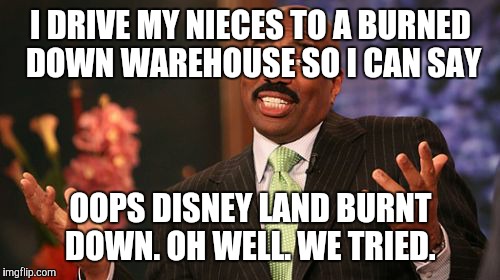 I DRIVE MY NIECES TO A BURNED
DOWN WAREHOUSE SO I CAN SAY
OOPS DISNEY LAND BURNT
DOWN. OH WELL. WE TRIED.
imgflip.com